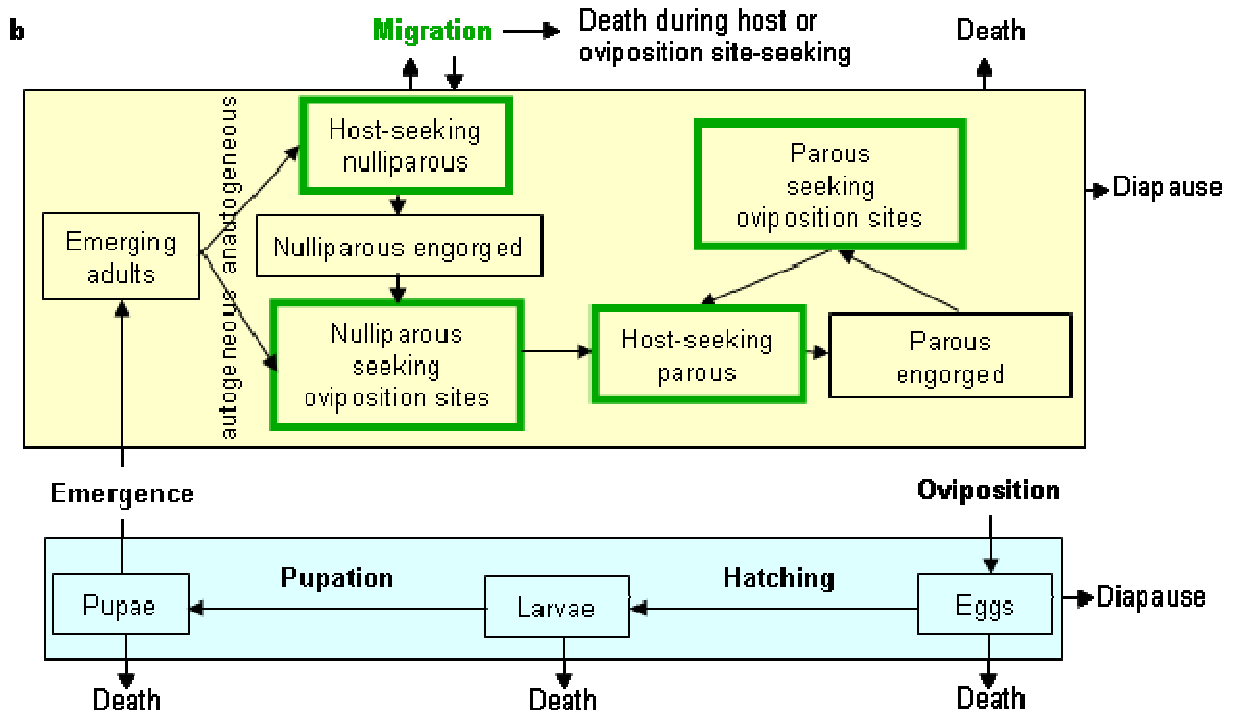 b
Migration
Death during host or
oviposition site-seeking
Death
autogeneous anautogeneous
Host-seeking
nulliparous
Parous
seeking
oviposition sites
Diapause
Emerging
adults
Nulliparous engorged
Nulliparous
seeking
oviposition sites
Host-seeking
parous
Parous
engorged
Emergence
Oviposition
Pupation
Hatching
Pupae
Larvae
Eggs
Diapause
Death
Death
Death